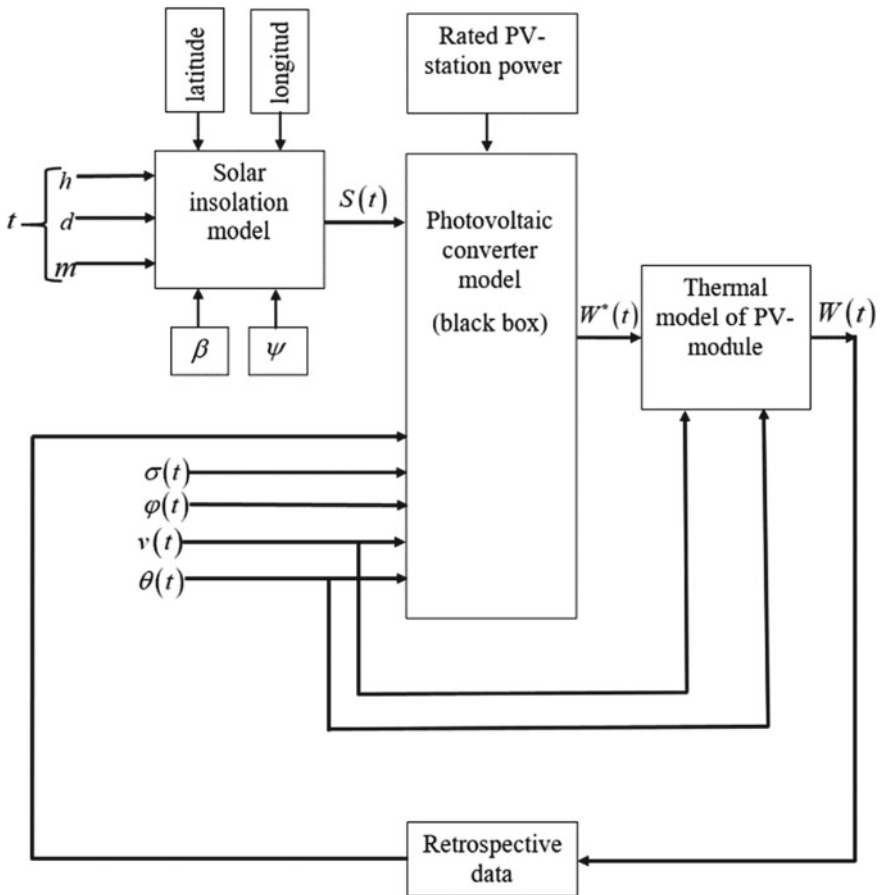 latitude
longitud
Rated PV-
station power
t
h
d
m
Solar
insolation
model
S(t)
β
ψ
Photovoltaic
converter
model
(black box)
W*(t)
Thermal
model of PV-
module
W(t)
σ(t)
φ(t)
v(t)
θ(t)
Retrospective
data